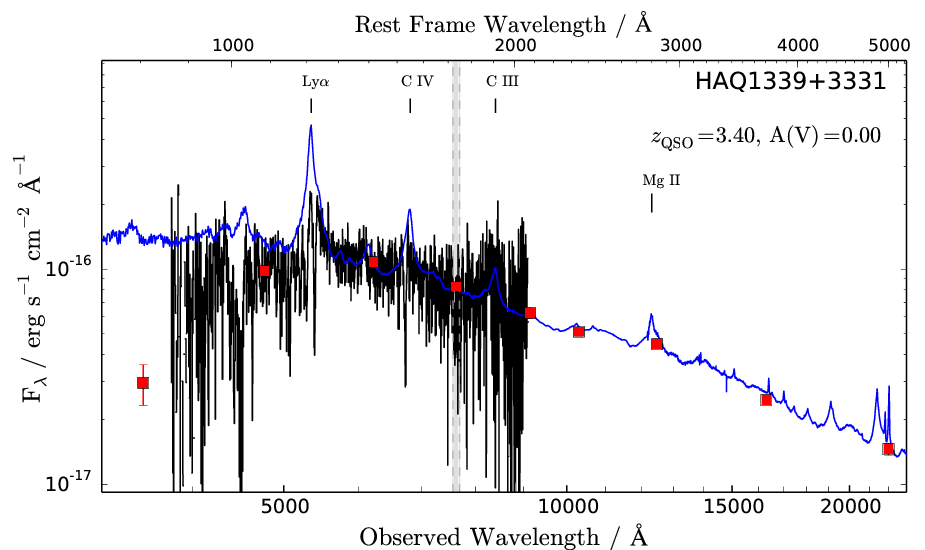 Rest Frame Wavelength / Å
1000 2000 3000 4000 5000
Lyα C IV C III HAQ1339+3331
z_QSO=3.40, A(V)=0.00
Mg II
F_λ / erg s^−1 cm^−2 Å^−1
10^-16
10^-17
5000 10000 15000 20000
Observed Wavelength / Å